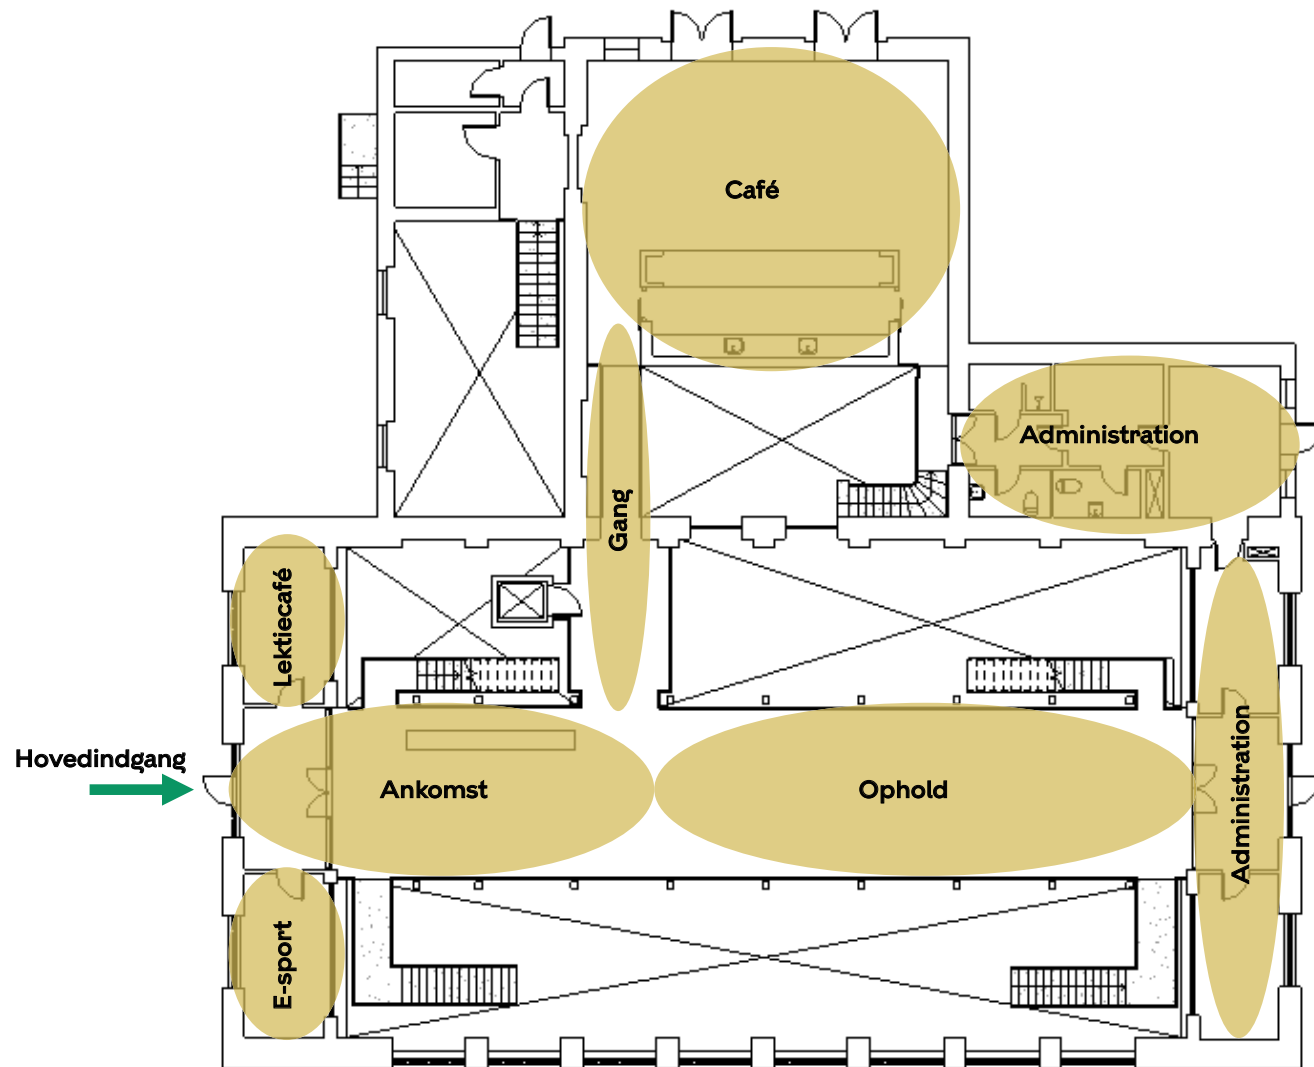 Café
Administration
Gang
Lektiecafé
Hovedindgang
Ankomst
Ophold
Administration
E-sport